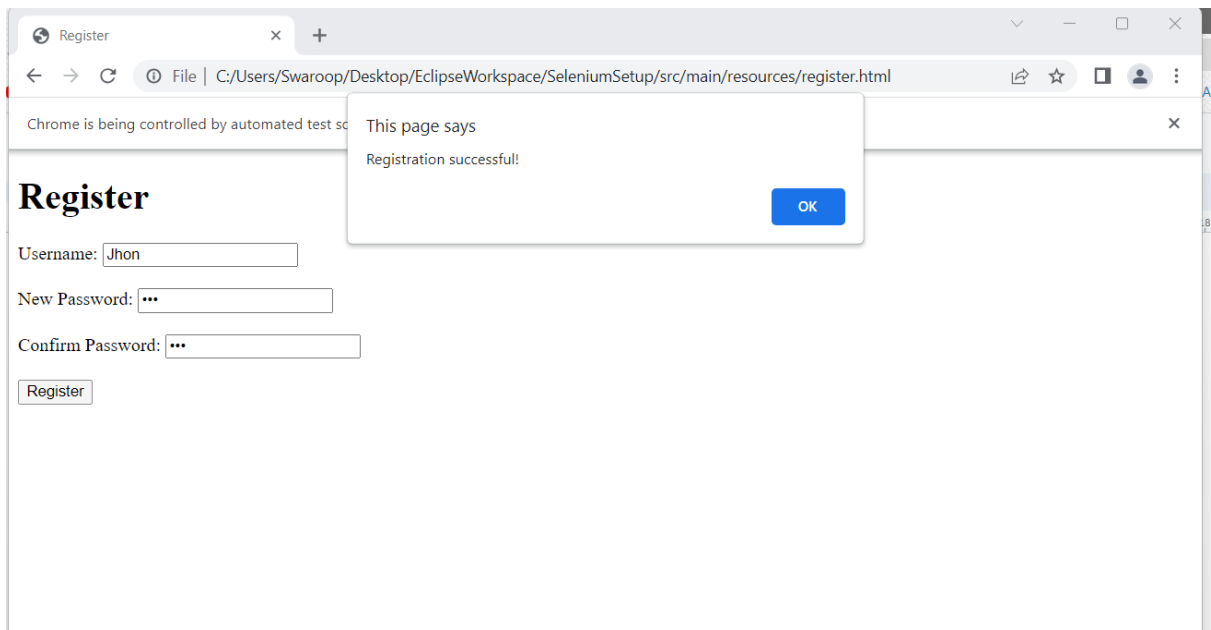 Register
File | C:/Users/Swaroop/Desktop/EclipseWorkspace/SeleniumSetup/src/main/resources/register.html
Chrome is being controlled by automated test
This page says
Registration successful!
OK
Register
Username: Jhon
New Password: •••
Confirm Password: •••
Register